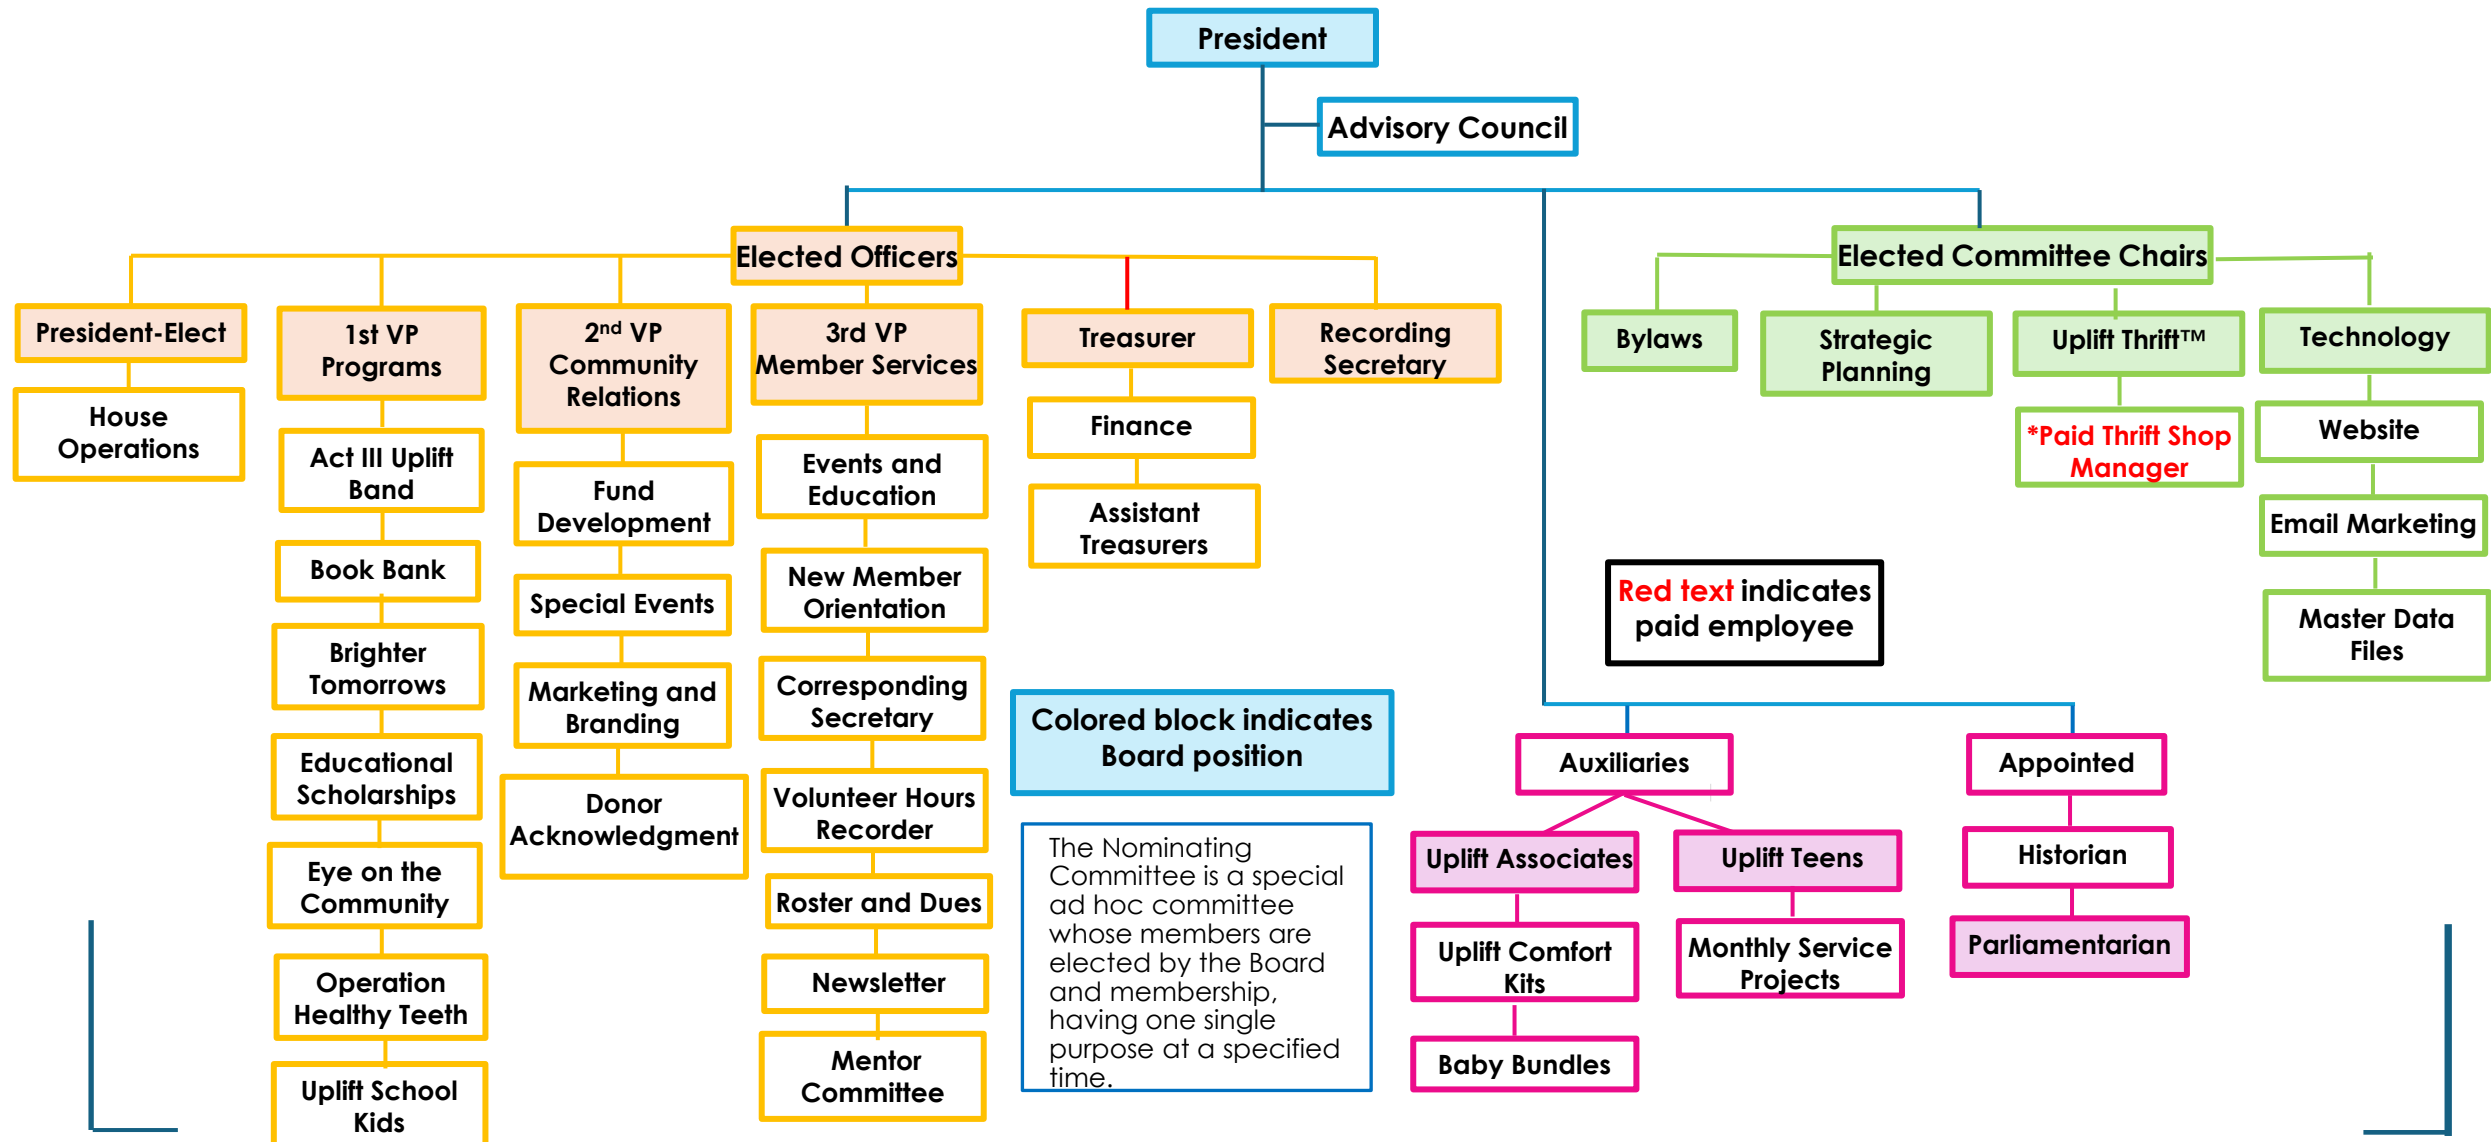 President
Advisory Council
Elected Officers
Elected Committee Chairs
President-Elect
House
Operations
1st VP
Programs
Act III Uplift
Band
Book Bank
Brighter
Tomorrows
Educational
Scholarships
Eye on the
Community
Operation
Healthy Teeth
Uplift School
Kids
2nd VP
Community
Relations
Fund
Development
Special Events
Marketing and
Branding
Donor
Acknowledgment
3rd VP
Member Services
Events and
Education
New Member
Orientation
Corresponding
Secretary
Volunteer Hours
Recorder
Roster and Dues
Newsletter
Mentor
Committee
Treasurer
Finance
Assistant
Treasurers
Recording
Secretary
Bylaws
Strategic
Planning
Uplift Thrift™
*Paid Thrift Shop
Manager
Technology
Website
Email Marketing
Master Data
Files
Red text indicates
paid employee
Colored block indicates
Board position
The Nominating
Committee is a special
ad hoc committee
whose members are
elected by the Board
and membership,
having one single
purpose at a specified
time.
Auxiliaries
Uplift Associates
Uplift Comfort
Kits
Baby Bundles
Uplift Teens
Monthly Service
Projects
Appointed
Historian
Parliamentarian